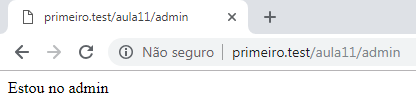 primeiro.test/aula11/admin
Não seguro | primeiro.test/aula11/admin
Estou no admin